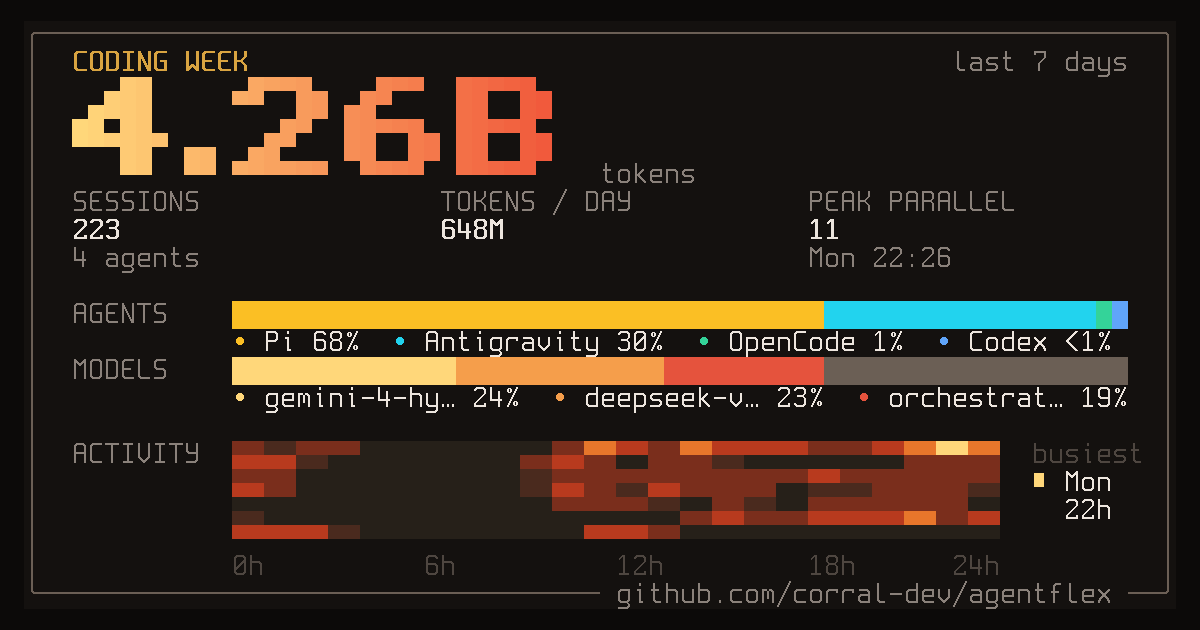 CODING WEEK
last 7 days
4.26B tokens
SESSIONS
223
4 agents
TOKENS / DAY
648M
PEAK PARALLEL
11
Mon 22:26
AGENTS
Pi 68% Antigravity 30% OpenCode 1% Codex <1%
MODELS
gemini-4-hy… 24% deepseek-v… 23% orchestrat… 19%
ACTIVITY
busiest
Mon
22h
0h 6h 12h 18h 24h
github.com/corral-dev/agentflex